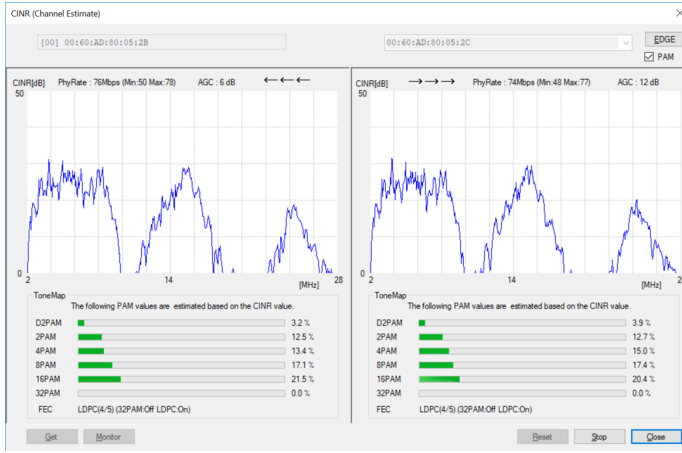 CINR (Channel Estimate)
[00] 00:60:AD:80:05:2B
00:60:AD:80:05:2C
EDGE
PAM
CINR[dB] PhyRate : 76Mbps (Min:50 Max:78) AGC : 6 dB ←←←
50
0
2 14 28
[MHz]
ToneMap
The following PAM values are estimated based on the CINR value.
D2PAM 3.2 %
2PAM 12.5 %
4PAM 13.4 %
8PAM 17.1 %
16PAM 21.5 %
32PAM 0.0 %
FEC LDPC(4/5) (32PAM:Off LDPC:On)
CINR[dB] →→→ PhyRate : 74Mbps (Min:48 Max:77) AGC : 12 dB
50
0
2 14
[MHz]
ToneMap
The following PAM values are estimated based on the CINR value.
D2PAM 3.9 %
2PAM 12.7 %
4PAM 15.0 %
8PAM 17.4 %
16PAM 20.4 %
32PAM 0.0 %
FEC LDPC(4/5) (32PAM:Off LDPC:On)
Get Monitor Reset Stop Close